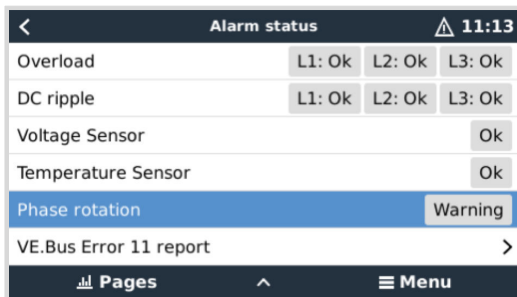 Alarm status 11:13
Overload L1: Ok L2: Ok L3: Ok
DC ripple L1: Ok L2: Ok L3: Ok
Voltage Sensor Ok
Temperature Sensor Ok
Phase rotation Warning
VE.Bus Error 11 report
Pages Menu